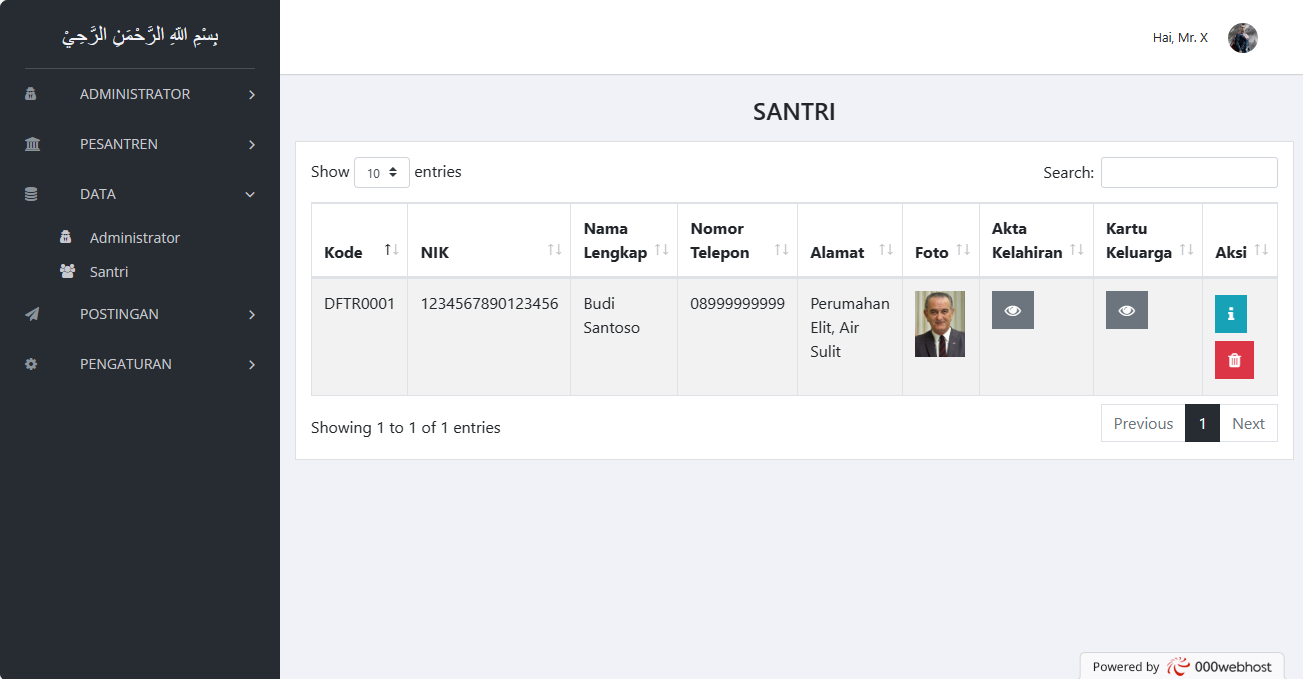 بِسْمِ اللّٰهِ الرَّحْمَنِ الرَّحِيْ
Hai, Mr. X
ADMINISTRATOR
PESANTREN
DATA
Administrator
Santri
POSTINGAN
PENGATURAN
SANTRI
Show 10 entries
Search:
Kode
NIK
Nama
Lengkap
Nomor
Telepon
Alamat
Foto
Akta
Kelahiran
Kartu
Keluarga
Aksi
DFTR0001
1234567890123456
Budi
Santoso
08999999999
Perumahan
Elit, Air
Sulit
Showing 1 to 1 of 1 entries
Previous 1 Next
Powered by 000webhost